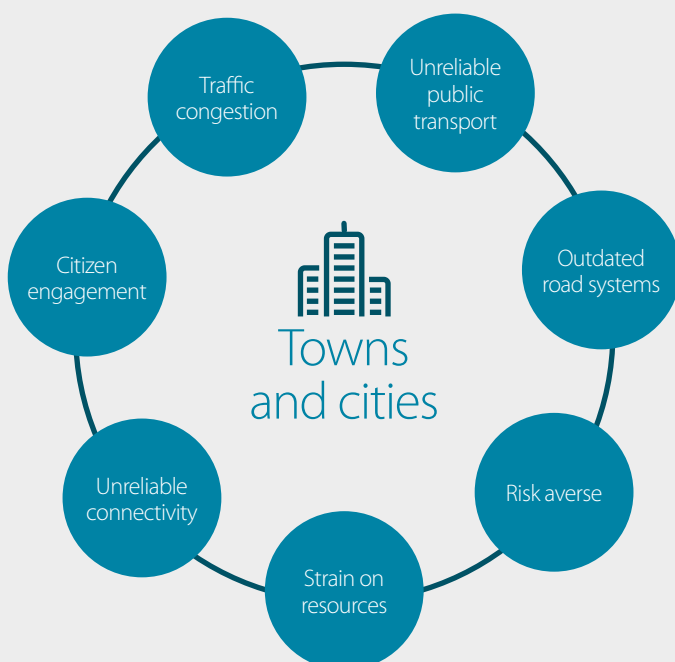 Traffic
congestion
Unreliable
public
transport
Outdated
road systems
Risk averse
Strain on
resources
Unreliable
connectivity
Citizen
engagement
Towns
and cities